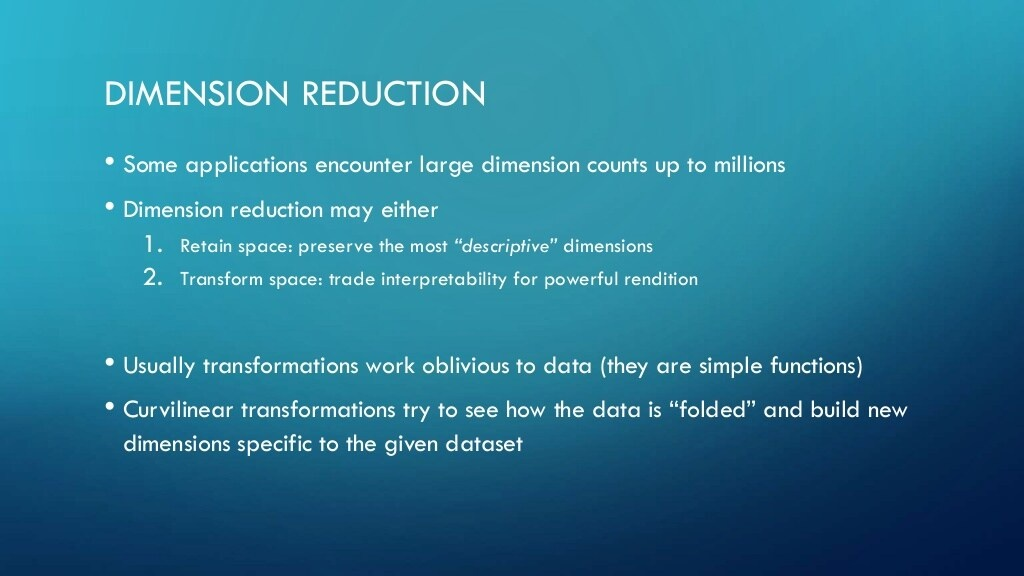 DIMENSION REDUCTION
• Some applications encounter large dimension counts up to millions
• Dimension reduction may either
1. Retain space: preserve the most “descriptive” dimensions
2. Transform space: trade interpretability for powerful rendition
• Usually transformations work oblivious to data (they are simple functions)
• Curvilinear transformations try to see how the data is “folded” and build new
dimensions specific to the given dataset